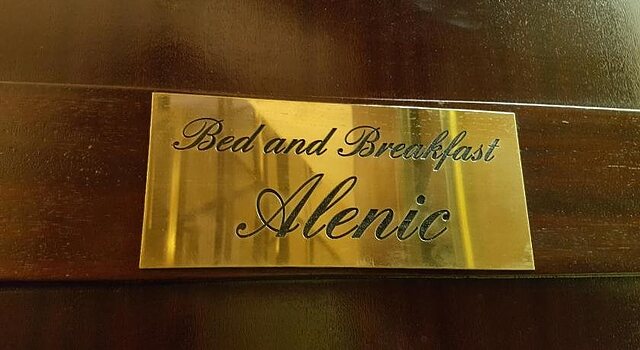 Bed and Breakfast
Alenic